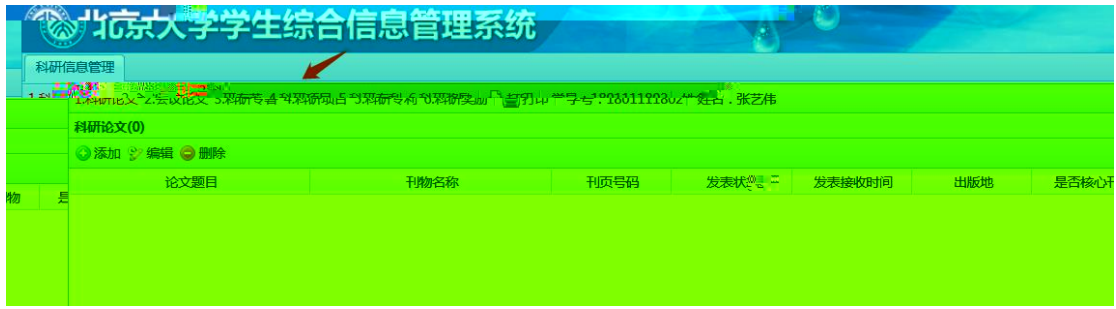 北京大学学生综合信息管理系统
科研信息管理
1.科研论文 2.会议论文 3.科研专著 4.科研项目 5.科研专利 6.科研奖励 打印 学号：1801111802 姓名：张艺伟
科研论文(0)
添加 编辑 删除
论文题目 刊物名称 刊页号码 发表状 发表接收时间 出版地 是否核心刊
物 是